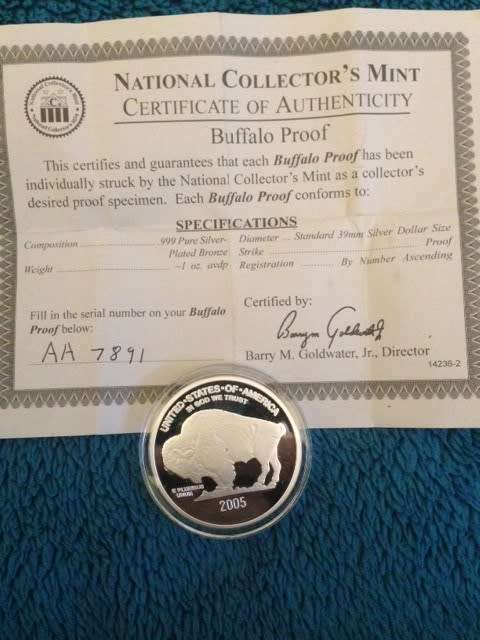 NATIONAL COLLECTOR'S MINT
CERTIFICATE OF AUTHENTICITY
Buffalo Proof
This certifies and guarantees that each Buffalo Proof has been
individually struck by the National Collector's Mint as a collector's
desired proof specimen. Each Buffalo Proof conforms to:
SPECIFICATIONS
Composition .................... 999 Pure Silver-
Plated Bronze
Weight .......................... ~1 oz. avdp
Diameter ... Standard 39mm Silver Dollar Size
Strike ........................................ Proof
Registration ........ By Number Ascending
Fill in the serial number on your Buffalo
Proof below:
AA 7891
Certified by:
Barry M. Goldwater, Jr., Director
14236-2
UNITED·STATES·OF·AMERICA
IN GOD WE TRUST
E PLURIBUS
UNUM
2005